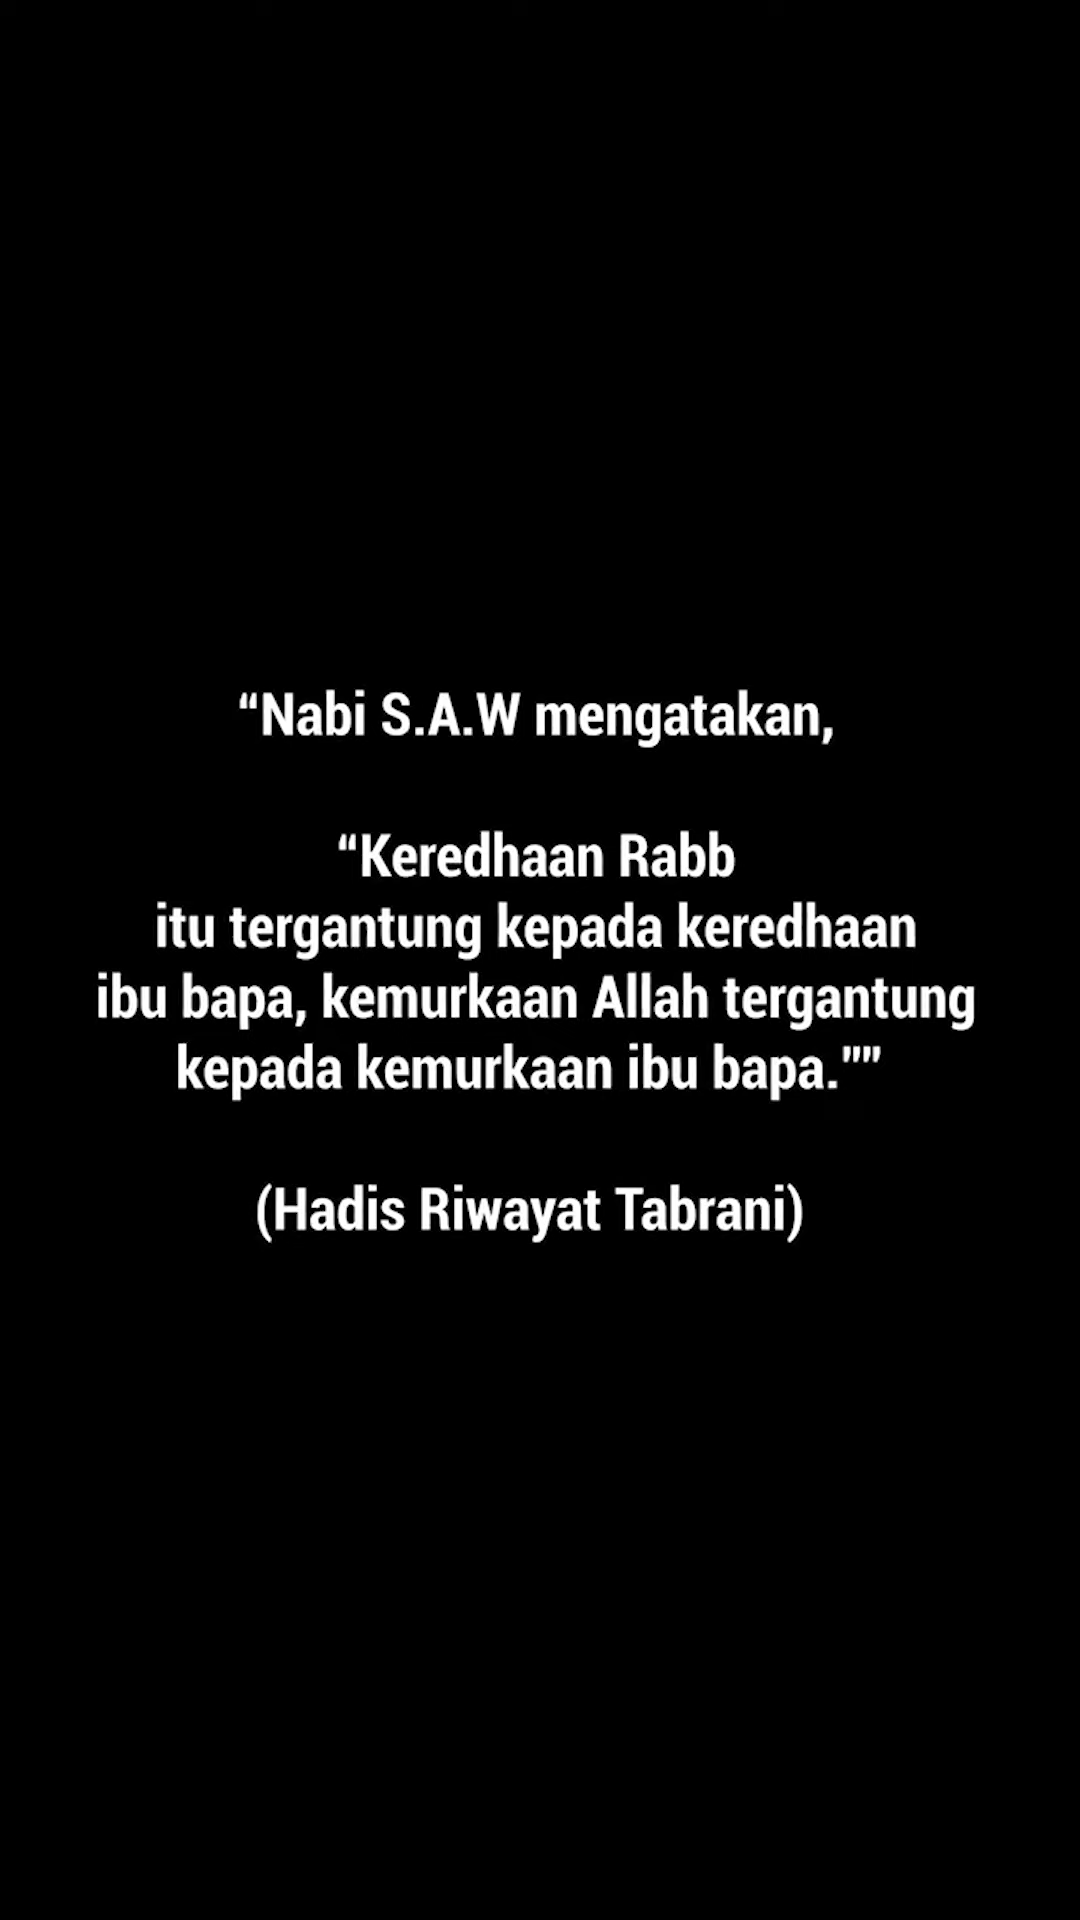 “Nabi S.A.W mengatakan,
“Keredhaan Rabb
itu tergantung kepada keredhaan
ibu bapa, kemurkaan Allah tergantung
kepada kemurkaan ibu bapa.””
(Hadis Riwayat Tabrani)